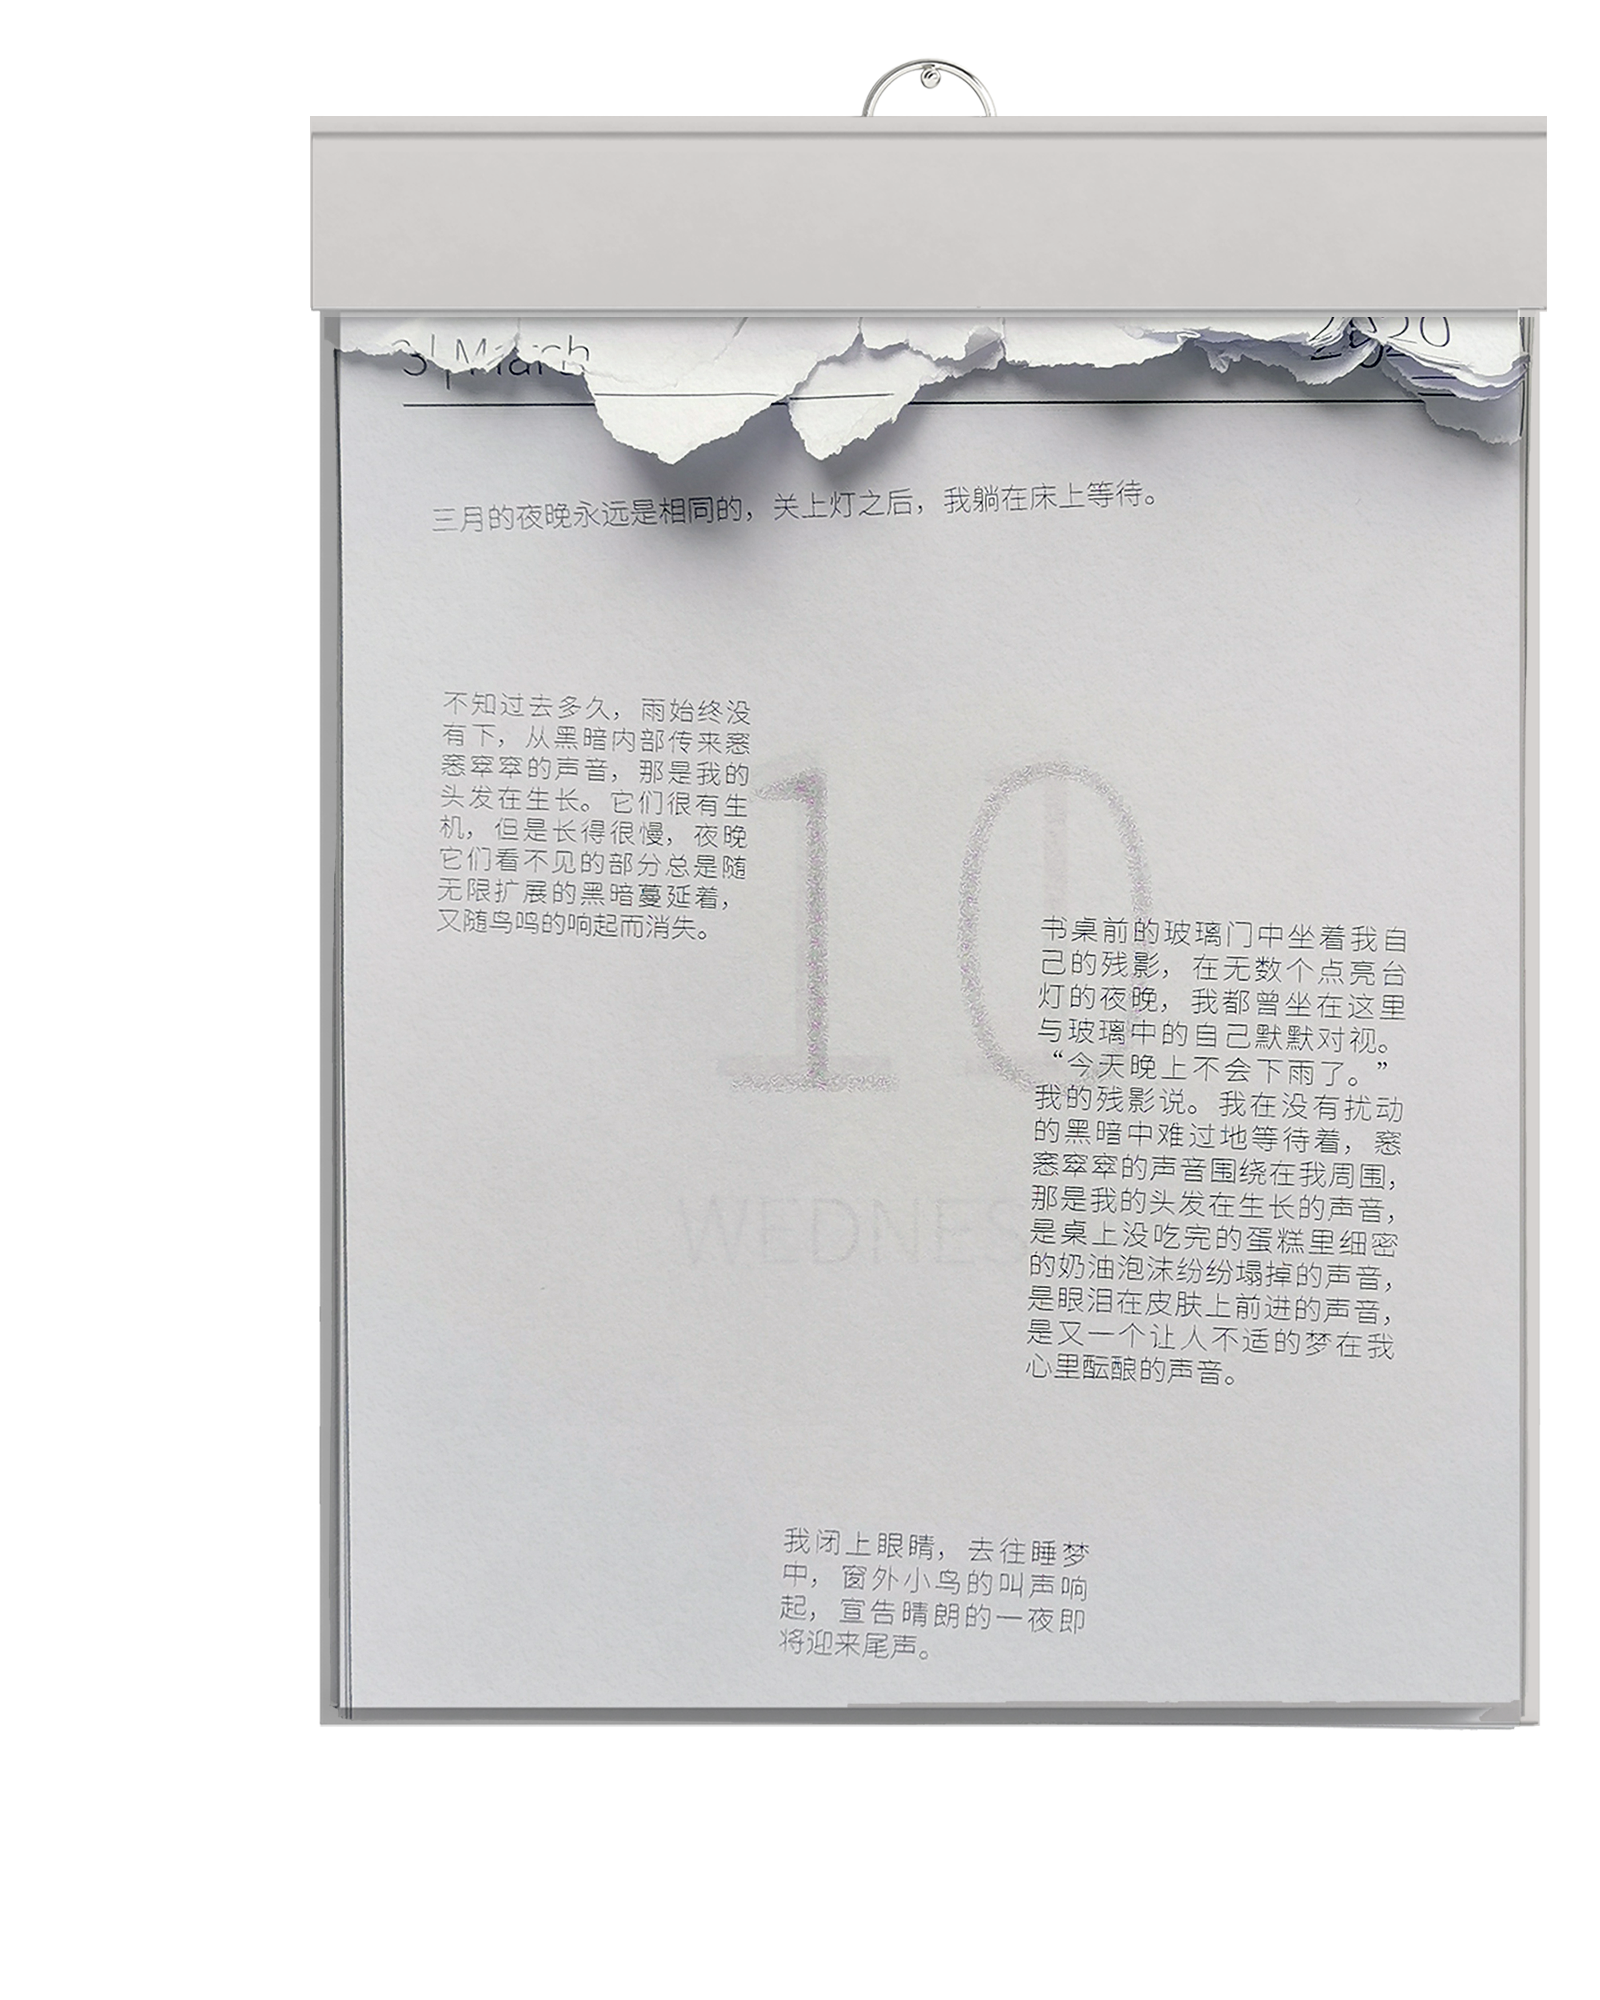 3 | March
2020
三月的夜晚永远是相同的，关上灯之后，我躺在床上等待。
不知过去多久，雨始终没
有下，从黑暗内部传来窸
窸窣窣的声音，那是我的
头发在生长。它们很有生
机，但是长得很慢，夜晚
它们看不见的部分总是随
无限扩展的黑暗蔓延着，
又随鸟鸣的响起而消失。
10
书桌前的玻璃门中坐着我自
己的残影，在无数个点亮台
灯的夜晚，我都曾坐在这里
与玻璃中的自己默默对视。
“今天晚上不会下雨了。”
我的残影说。我在没有扰动
的黑暗中难过地等待着，窸
窸窣窣的声音围绕在我周围，
那是我的头发在生长的声音，
是桌上没吃完的蛋糕里细密
的奶油泡沫纷纷塌掉的声音，
是眼泪在皮肤上前进的声音，
是又一个让人不适的梦在我
心里酝酿的声音。
WEDNES
我闭上眼睛，去往睡梦
中，窗外小鸟的叫声响
起，宣告晴朗的一夜即
将迎来尾声。